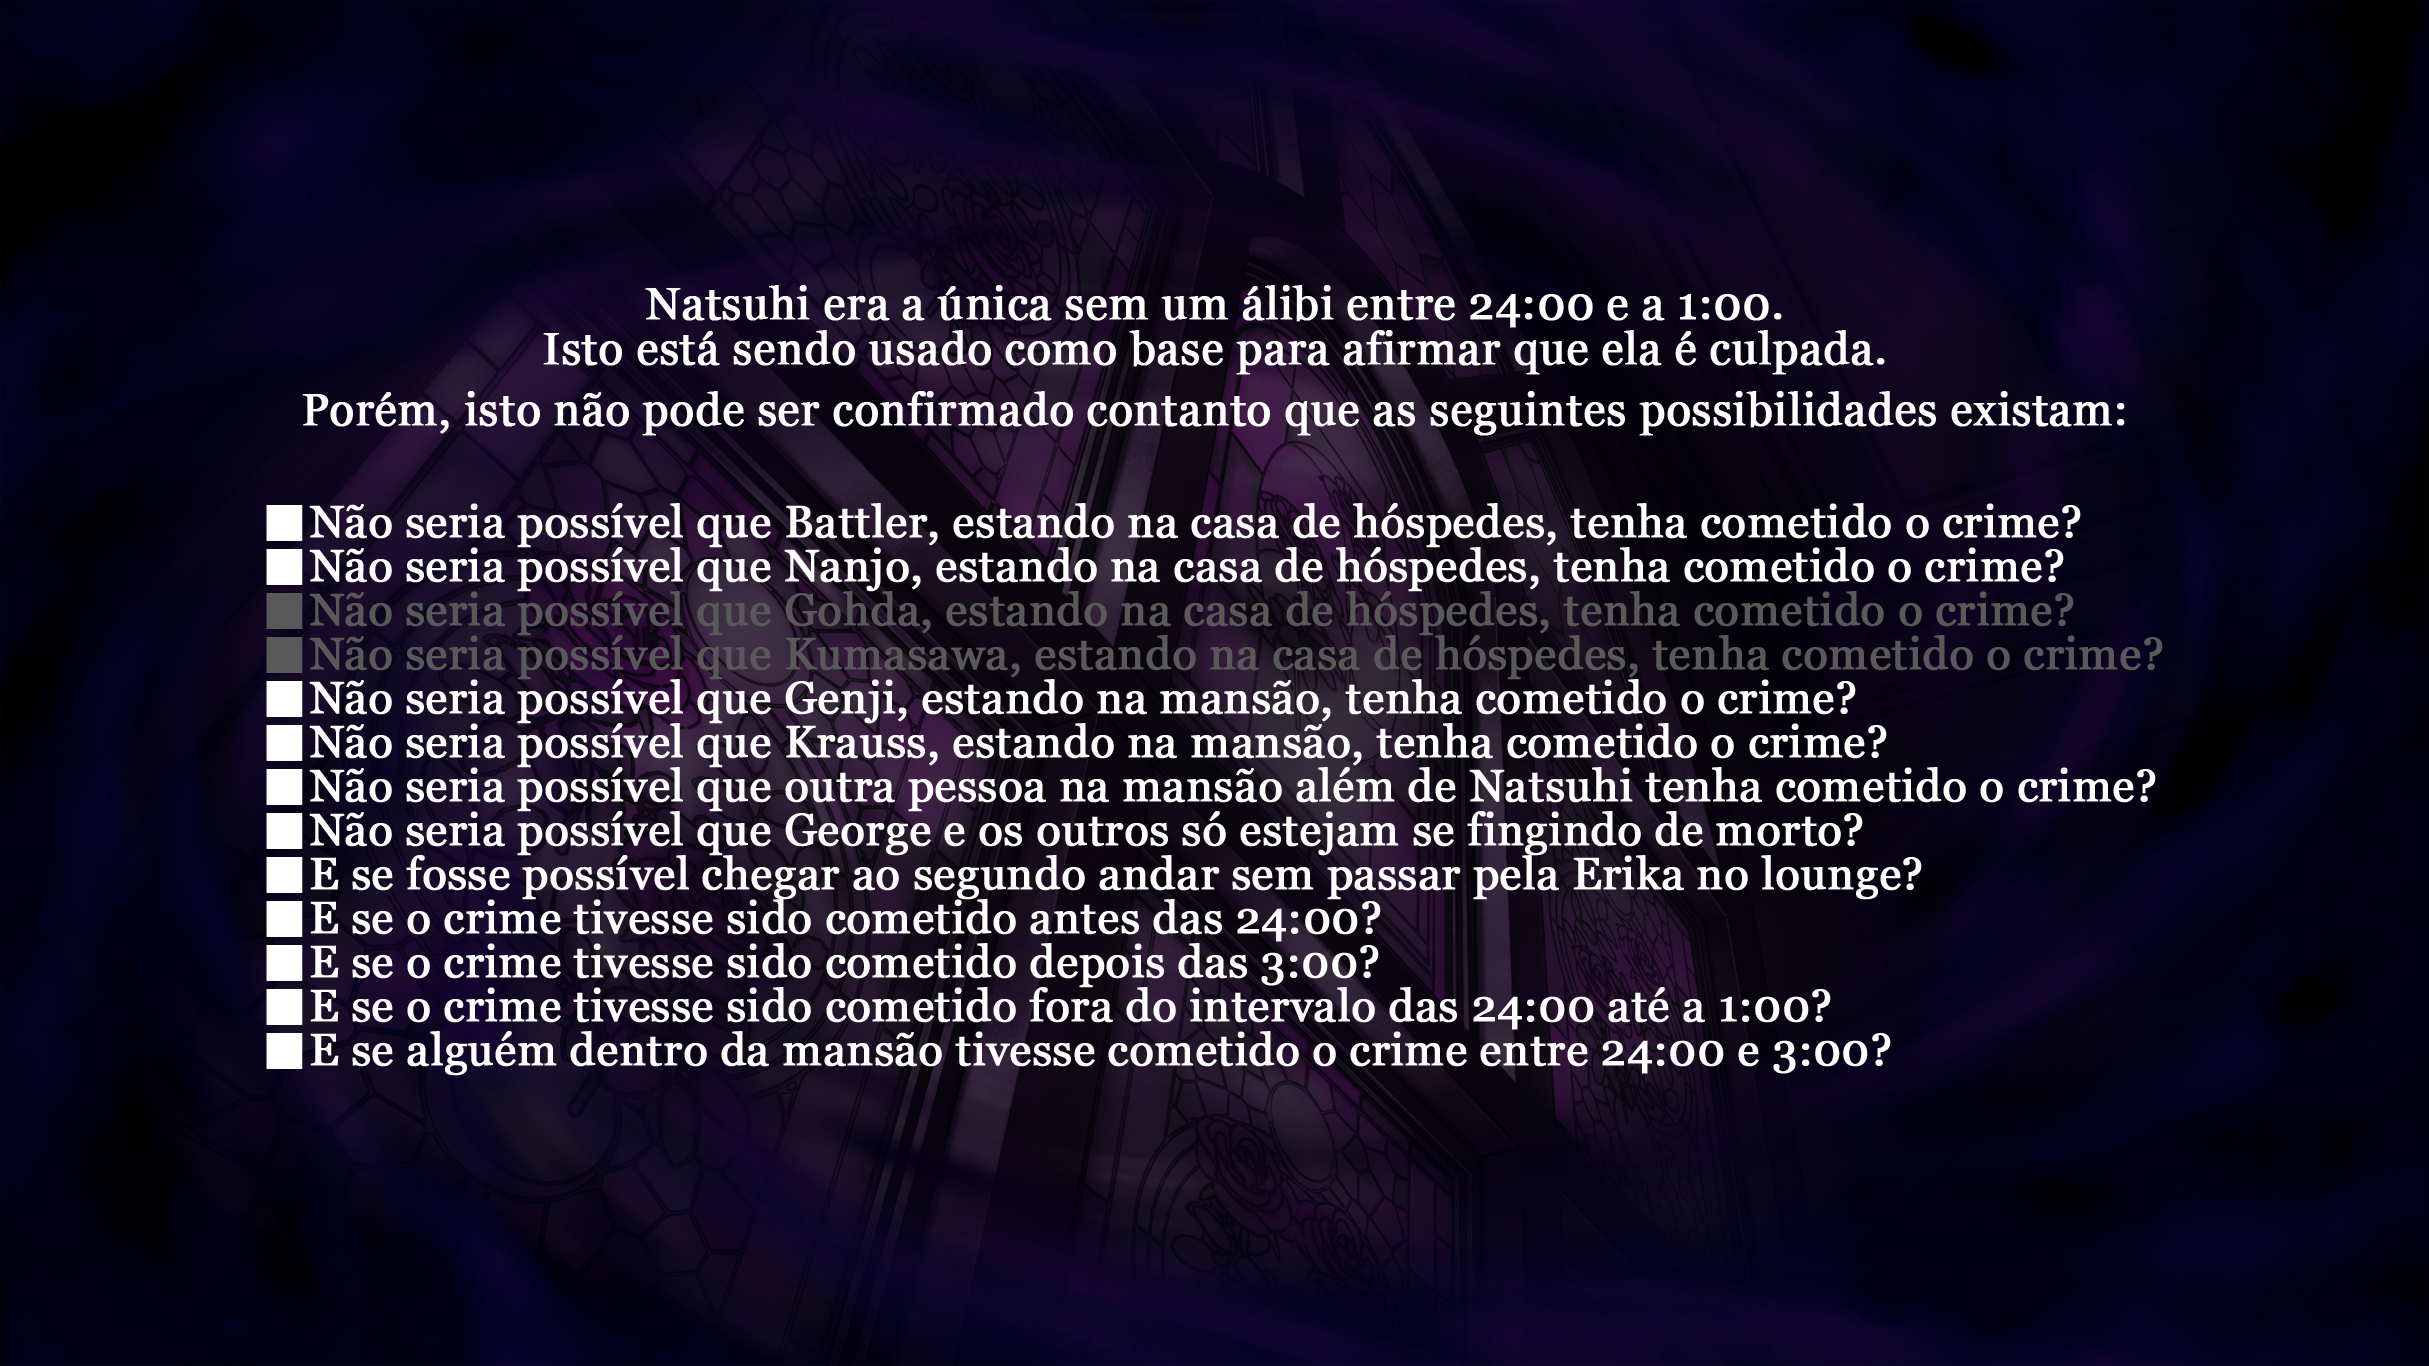 Natsuhi era a única sem um álibi entre 24:00 e a 1:00.
Isto está sendo usado como base para afirmar que ela é culpada.
Porém, isto não pode ser confirmado contanto que as seguintes possibilidades existam:
■Não seria possível que Battler, estando na casa de hóspedes, tenha cometido o crime?
■Não seria possível que Nanjo, estando na casa de hóspedes, tenha cometido o crime?
■Não seria possível que Gohda, estando na casa de hóspedes, tenha cometido o crime?
■Não seria possível que Kumasawa, estando na casa de hóspedes, tenha cometido o crime?
■Não seria possível que Genji, estando na mansão, tenha cometido o crime?
■Não seria possível que Krauss, estando na mansão, tenha cometido o crime?
■Não seria possível que outra pessoa na mansão além de Natsuhi tenha cometido o crime?
■Não seria possível que George e os outros só estejam se fingindo de morto?
■E se fosse possível chegar ao segundo andar sem passar pela Erika no lounge?
■E se o crime tivesse sido cometido antes das 24:00?
■E se o crime tivesse sido cometido depois das 3:00?
■E se o crime tivesse sido cometido fora do intervalo das 24:00 até a 1:00?
■E se alguém dentro da mansão tivesse cometido o crime entre 24:00 e 3:00?